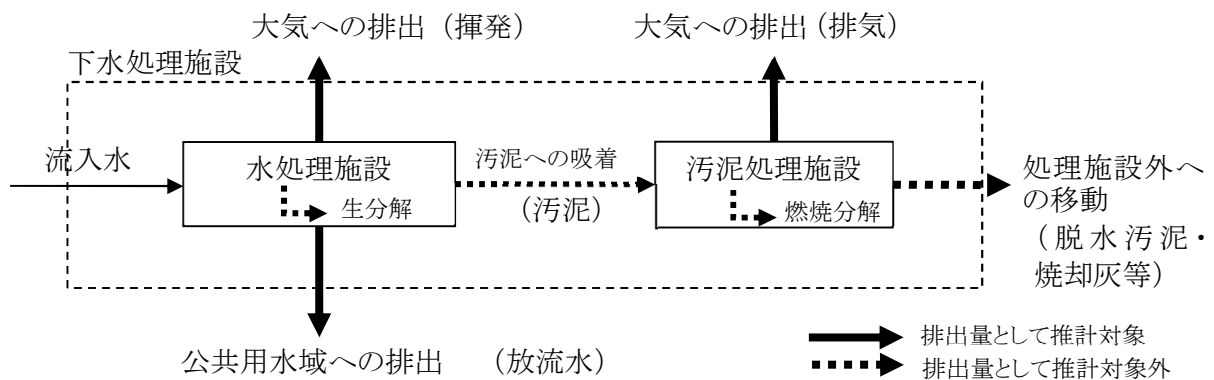 大気への排出（揮発）
大気への排出（排気）
下水処理施設
流入水
水処理施設
生分解
汚泥への吸着
（汚泥）
汚泥処理施設
燃焼分解
処理施設外へ
の移動
（脱水汚泥・
焼却灰等）
公共用水域への排出　（放流水）
排出量として推計対象
排出量として推計対象外